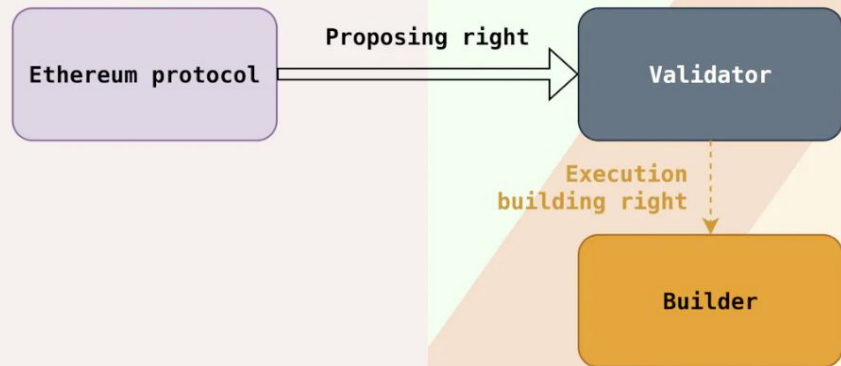 Proposing right
Ethereum protocol
Validator
Execution
building right
Builder